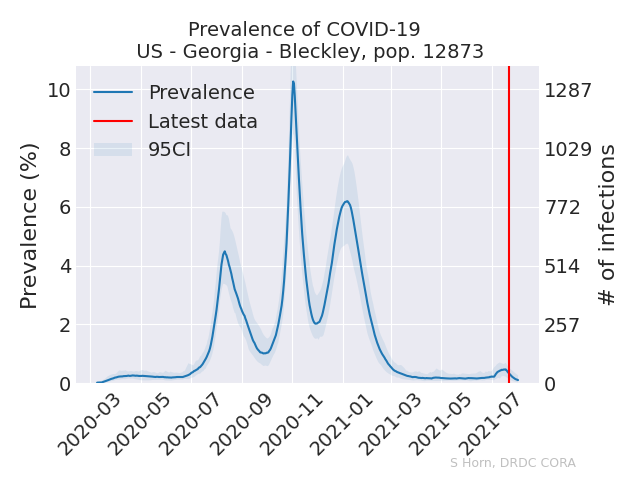 Prevalence of COVID-19
US - Georgia - Bleckley, pop. 12873
Prevalence
Latest data
95CI
Prevalence (%)
10
8
6
4
2
0
1287
1029
772
514
257
0
# of infections
2020-03
2020-05
2020-07
2020-09
2020-11
2021-01
2021-03
2021-05
2021-07
S Horn, DRDC CORA